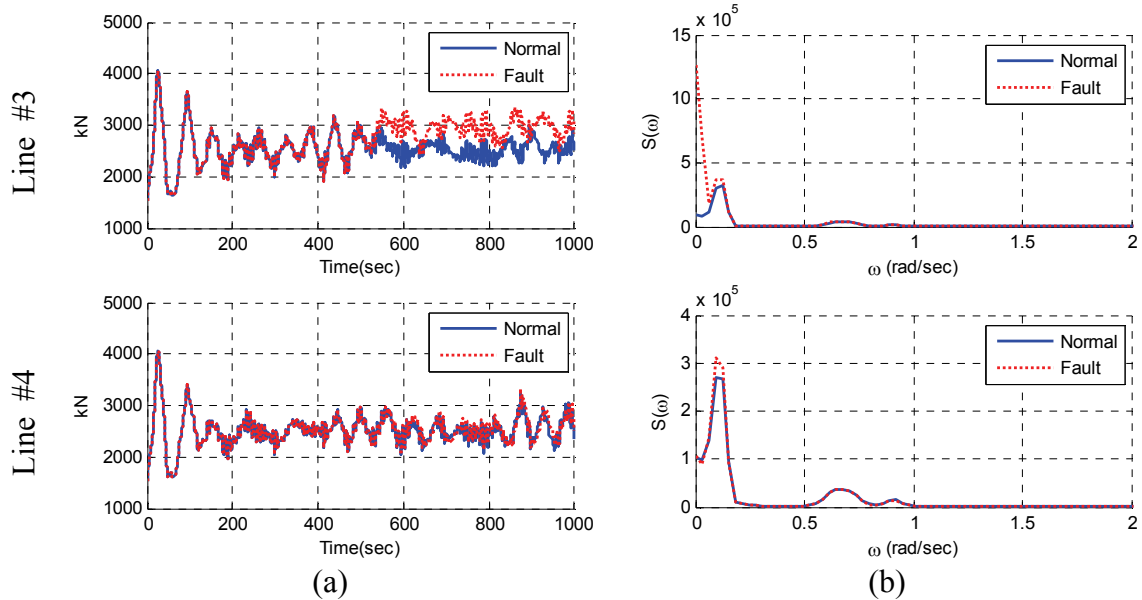 Line #3
5000
4000
3000
2000
1000
kN
0 200 400 600 800 1000
Time(sec)
Normal
Fault
x 10^5
15
10
5
0
S(ω)
0 0.5 1 1.5 2
ω (rad/sec)
Normal
Fault
Line #4
5000
4000
3000
2000
1000
kN
0 200 400 600 800 1000
Time(sec)
Normal
Fault
x 10^5
4
3
2
1
0
S(ω)
0 0.5 1 1.5 2
ω (rad/sec)
Normal
Fault
(a) (b)